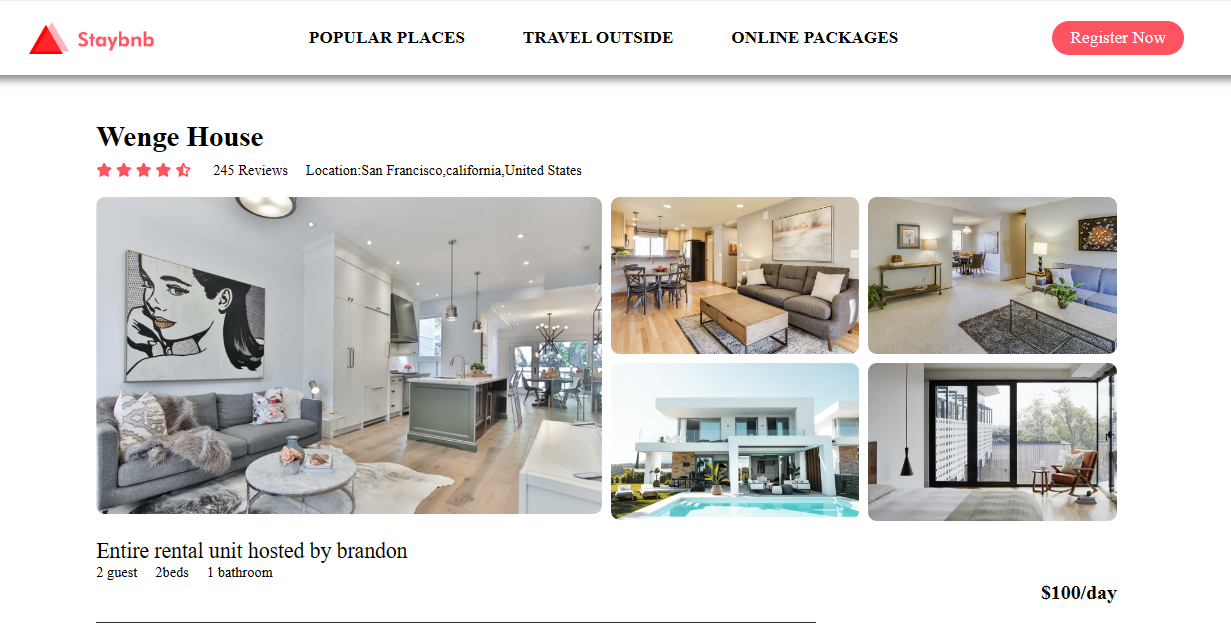 Staybnb
POPULAR PLACES
TRAVEL OUTSIDE
ONLINE PACKAGES
Register Now
Wenge House
245 Reviews
Location:San Francisco,california,United States
Entire rental unit hosted by brandon
2 guest 2beds 1 bathroom
$100/day